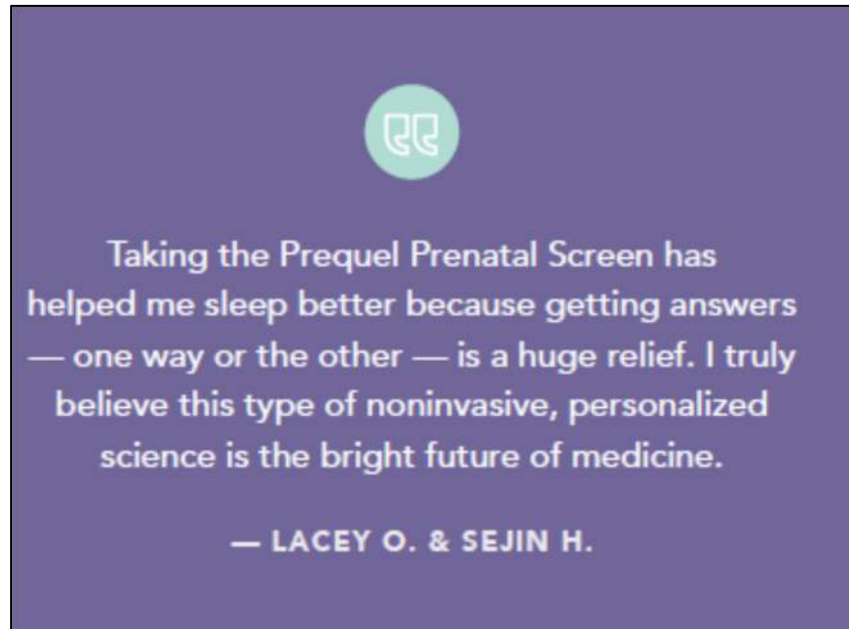 Taking the Prequel Prenatal Screen has
helped me sleep better because getting answers
— one way or the other — is a huge relief. I truly
believe this type of noninvasive, personalized
science is the bright future of medicine.
— LACEY O. & SEJIN H.